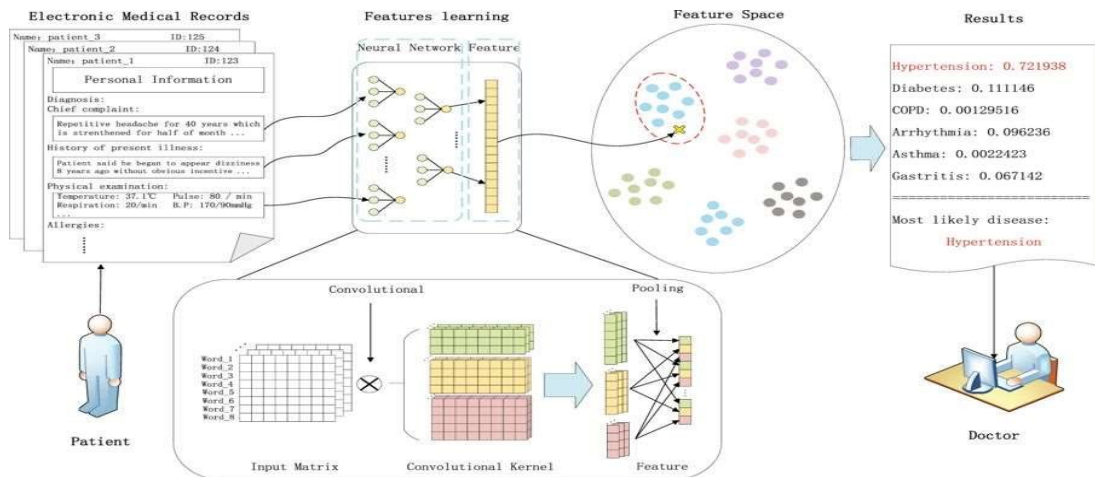 Electronic Medical Records
Features learning
Feature Space
Results
Name: patient_3 ID:125
Name: patient_2 ID:124
Name: patient_1 ID:123
Personal Information
Diagnosis:
Chief complaint:
Repetitive headache for 40 years which
is strenthened for half of month ...
History of present illness:
Patient said he began to appear dizziness
8 years ago without obvious incentive ...
Physical examination:
Temperature: 37.1℃ Pulse: 80 / min
Respiration: 20/min B.P: 170/90mmHg
...
Allergies:
Neural Network
Feature
Hypertension: 0.721938
Diabetes: 0.111146
COPD: 0.00129516
Arrhythmia: 0.096236
Asthma: 0.0022423
Gastritis: 0.067142
==========================
Most likely disease:
Hypertension
Convolutional
Pooling
Word_1
Word_2
Word_3
Word_4
Word_5
Word_6
Word_7
Word_8
Input Matrix
Convolutional Kernel
Feature
Patient
Doctor